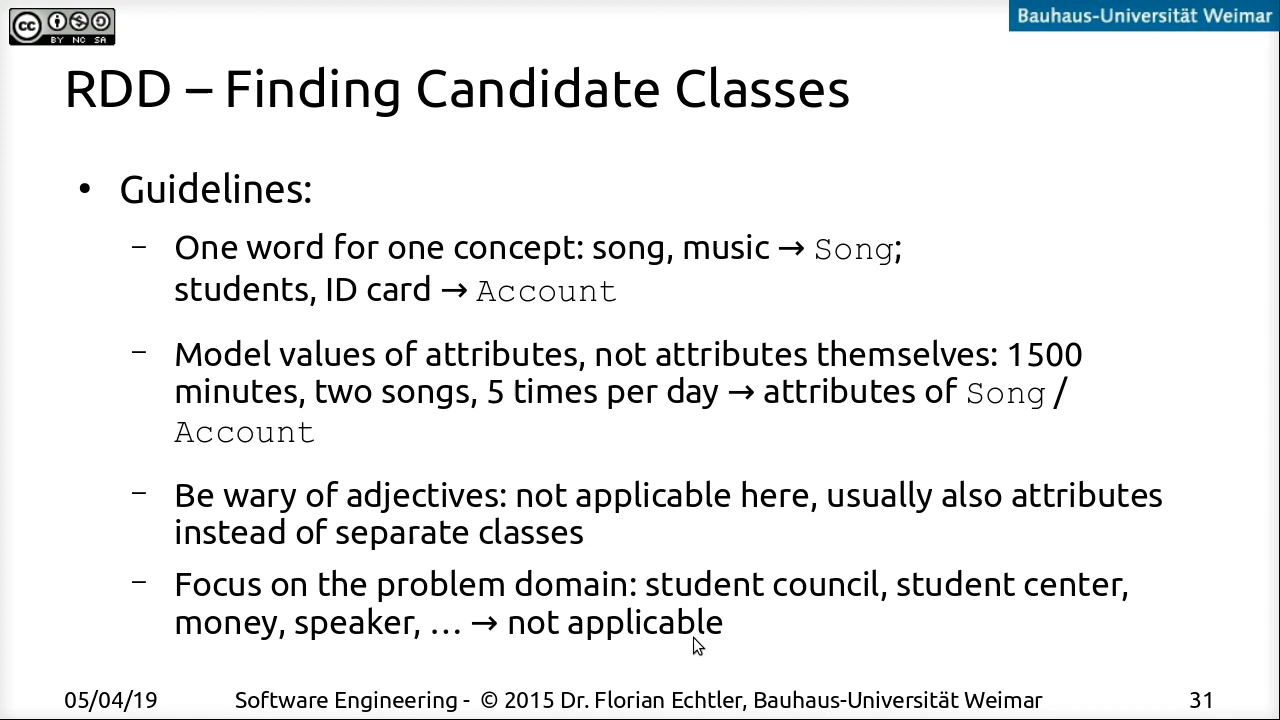 cc BY NC SA
Bauhaus-Universität Weimar
RDD – Finding Candidate Classes
• Guidelines:
– One word for one concept: song, music → Song;
students, ID card → Account
– Model values of attributes, not attributes themselves: 1500
minutes, two songs, 5 times per day → attributes of Song /
Account
– Be wary of adjectives: not applicable here, usually also attributes
instead of separate classes
– Focus on the problem domain: student council, student center,
money, speaker, … → not applicable
05/04/19 Software Engineering - © 2015 Dr. Florian Echtler, Bauhaus-Universität Weimar 31